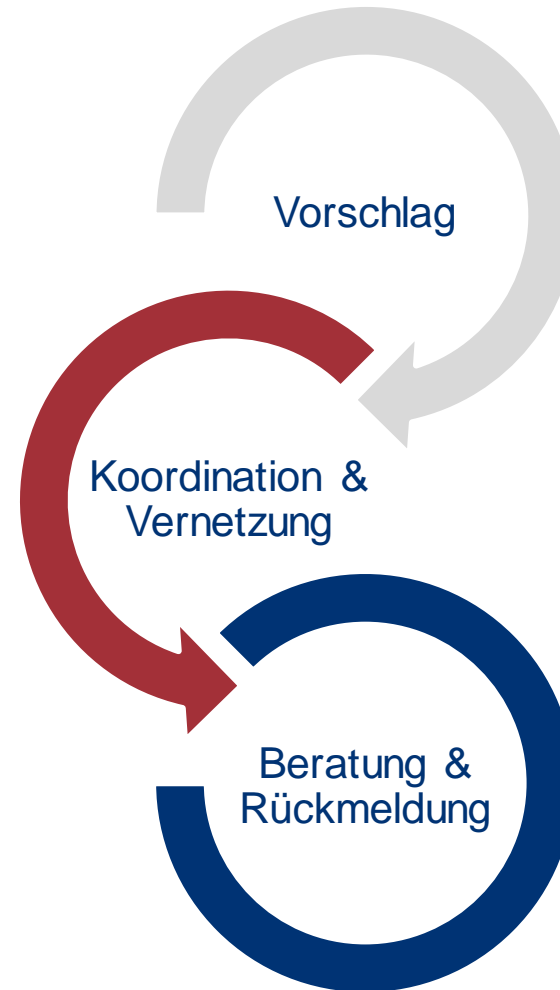 Vorschlag
Koordination &
Vernetzung
Beratung &
Rückmeldung